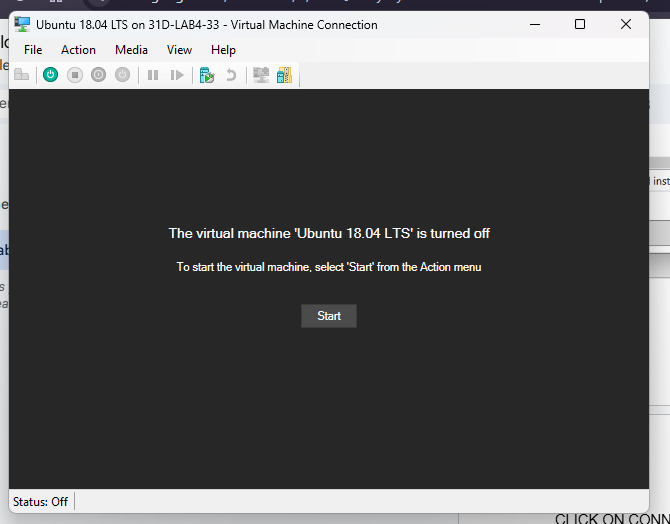 Ubuntu 18.04 LTS on 31D-LAB4-33 - Virtual Machine Connection
File Action Media View Help
The virtual machine 'Ubuntu 18.04 LTS' is turned off
To start the virtual machine, select 'Start' from the Action menu
Start
Status: Off
CLICK ON CONN